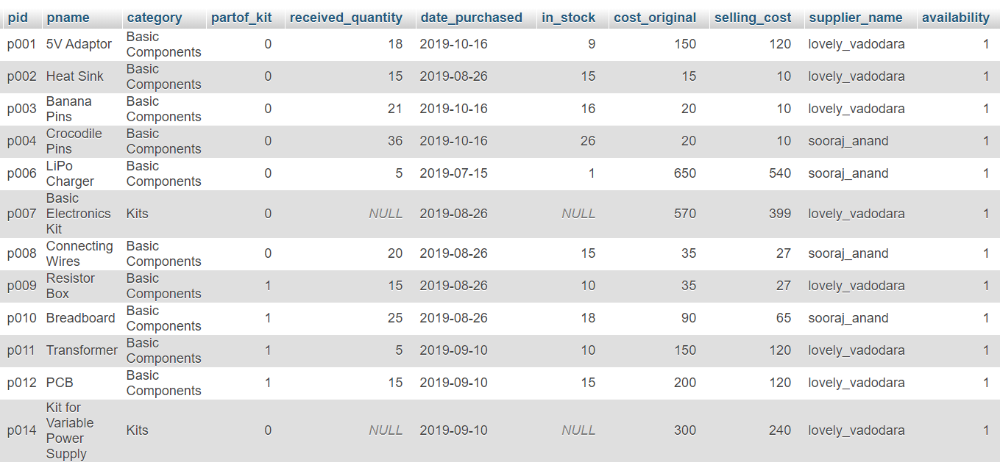 pid pname category partof_kit received_quantity date_purchased in_stock cost_original selling_cost supplier_name availability
p001 5V Adaptor Basic Components 0 18 2019-10-16 9 150 120 lovely_vadodara 1
p002 Heat Sink Basic Components 0 15 2019-08-26 15 15 10 lovely_vadodara 1
p003 Banana Pins Basic Components 0 21 2019-10-16 16 20 10 lovely_vadodara 1
p004 Crocodile Pins Basic Components 0 36 2019-10-16 26 20 10 sooraj_anand 1
p006 LiPo Charger Basic Components 0 5 2019-07-15 1 650 540 sooraj_anand 1
p007 Basic Electronics Kit Kits 0 NULL 2019-08-26 NULL 570 399 lovely_vadodara 1
p008 Connecting Wires Basic Components 0 20 2019-08-26 15 35 27 sooraj_anand 1
p009 Resistor Box Basic Components 1 15 2019-08-26 10 35 27 lovely_vadodara 1
p010 Breadboard Basic Components 1 25 2019-08-26 18 90 65 sooraj_anand 1
p011 Transformer Basic Components 1 5 2019-09-10 10 150 120 lovely_vadodara 1
p012 PCB Basic Components 1 15 2019-09-10 15 200 120 lovely_vadodara 1
p014 Kit for Variable Power Supply Kits 0 NULL 2019-09-10 NULL 300 240 lovely_vadodara 1